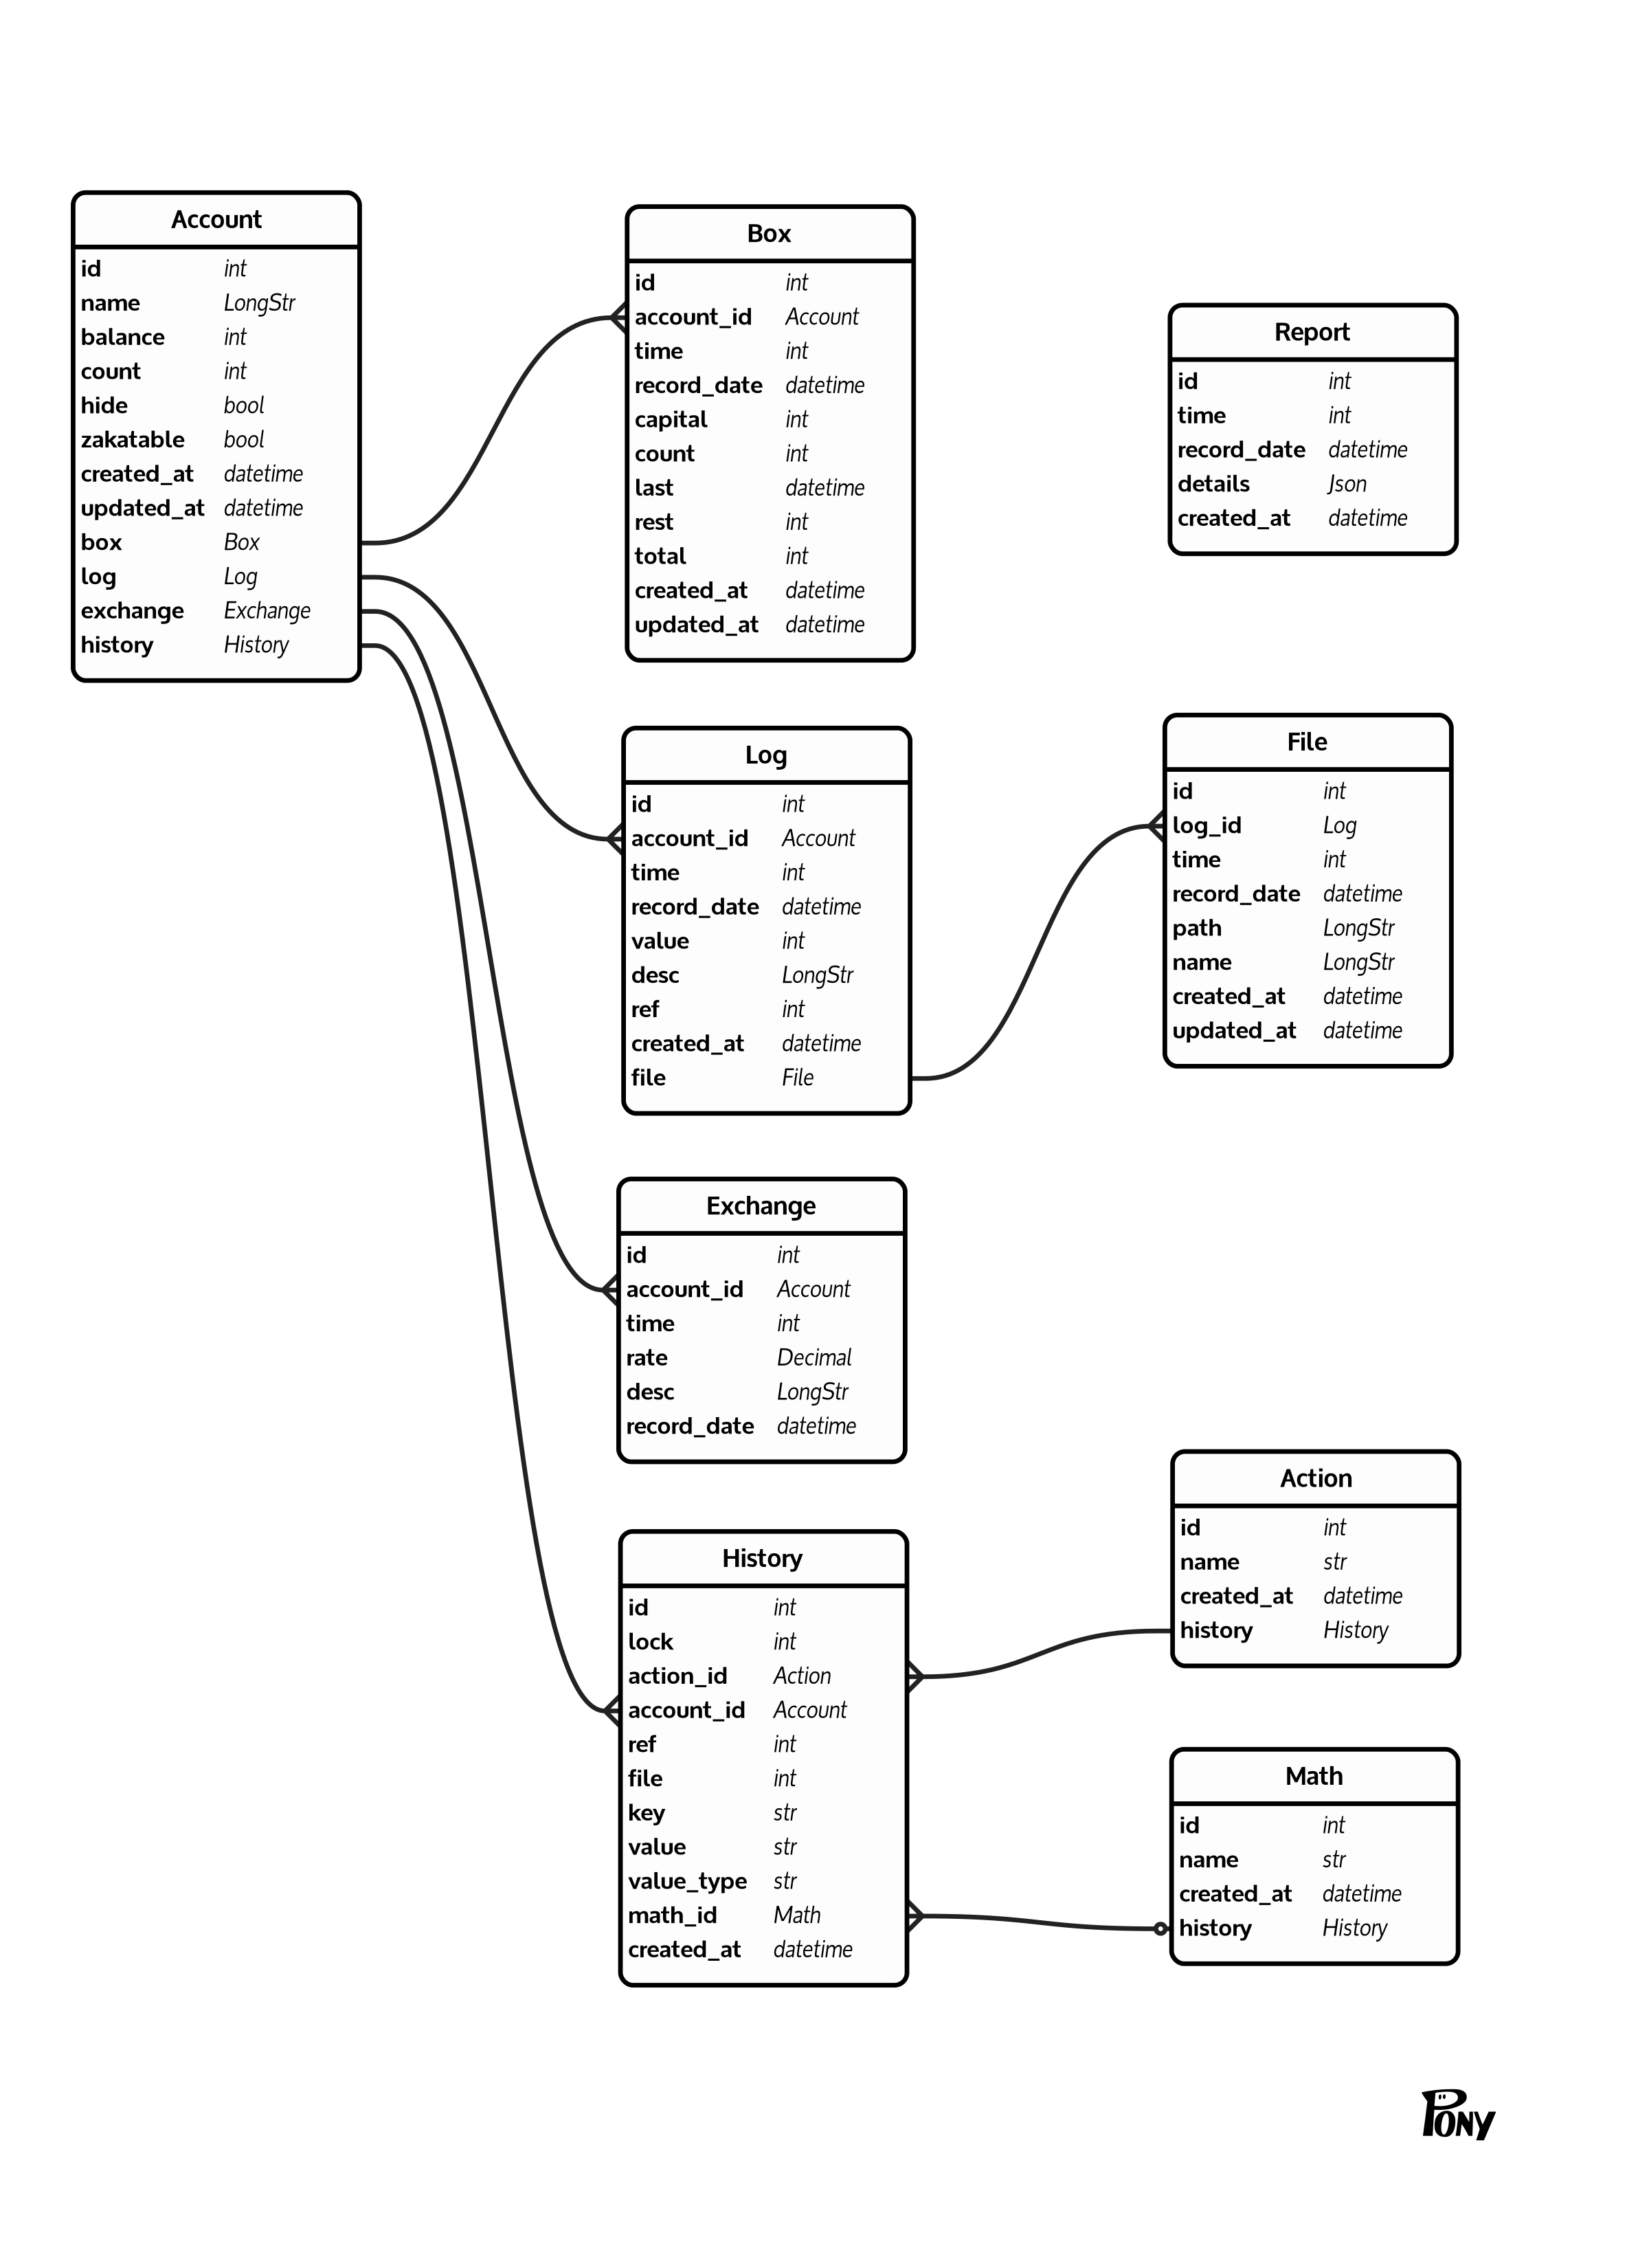 Account
id int
name LongStr
balance int
count int
hide bool
zakatable bool
created_at datetime
updated_at datetime
box Box
log Log
exchange Exchange
history History
Box
id int
account_id Account
time int
record_date datetime
capital int
count int
last datetime
rest int
total int
created_at datetime
updated_at datetime
Report
id int
time int
record_date datetime
details Json
created_at datetime
Log
id int
account_id Account
time int
record_date datetime
value int
desc LongStr
ref int
created_at datetime
file File
File
id int
log_id Log
time int
record_date datetime
path LongStr
name LongStr
created_at datetime
updated_at datetime
Exchange
id int
account_id Account
time int
rate Decimal
desc LongStr
record_date datetime
History
id int
lock int
action_id Action
account_id Account
ref int
file int
key str
value str
value_type str
math_id Math
created_at datetime
Action
id int
name str
created_at datetime
history History
Math
id int
name str
created_at datetime
history History
PONY